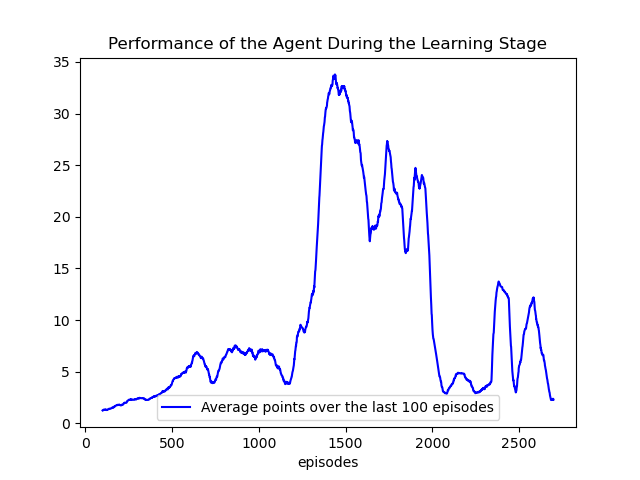 Performance of the Agent During the Learning Stage
35
30
25
20
15
10
5
0
Average points over the last 100 episodes
0 500 1000 1500 2000 2500
episodes